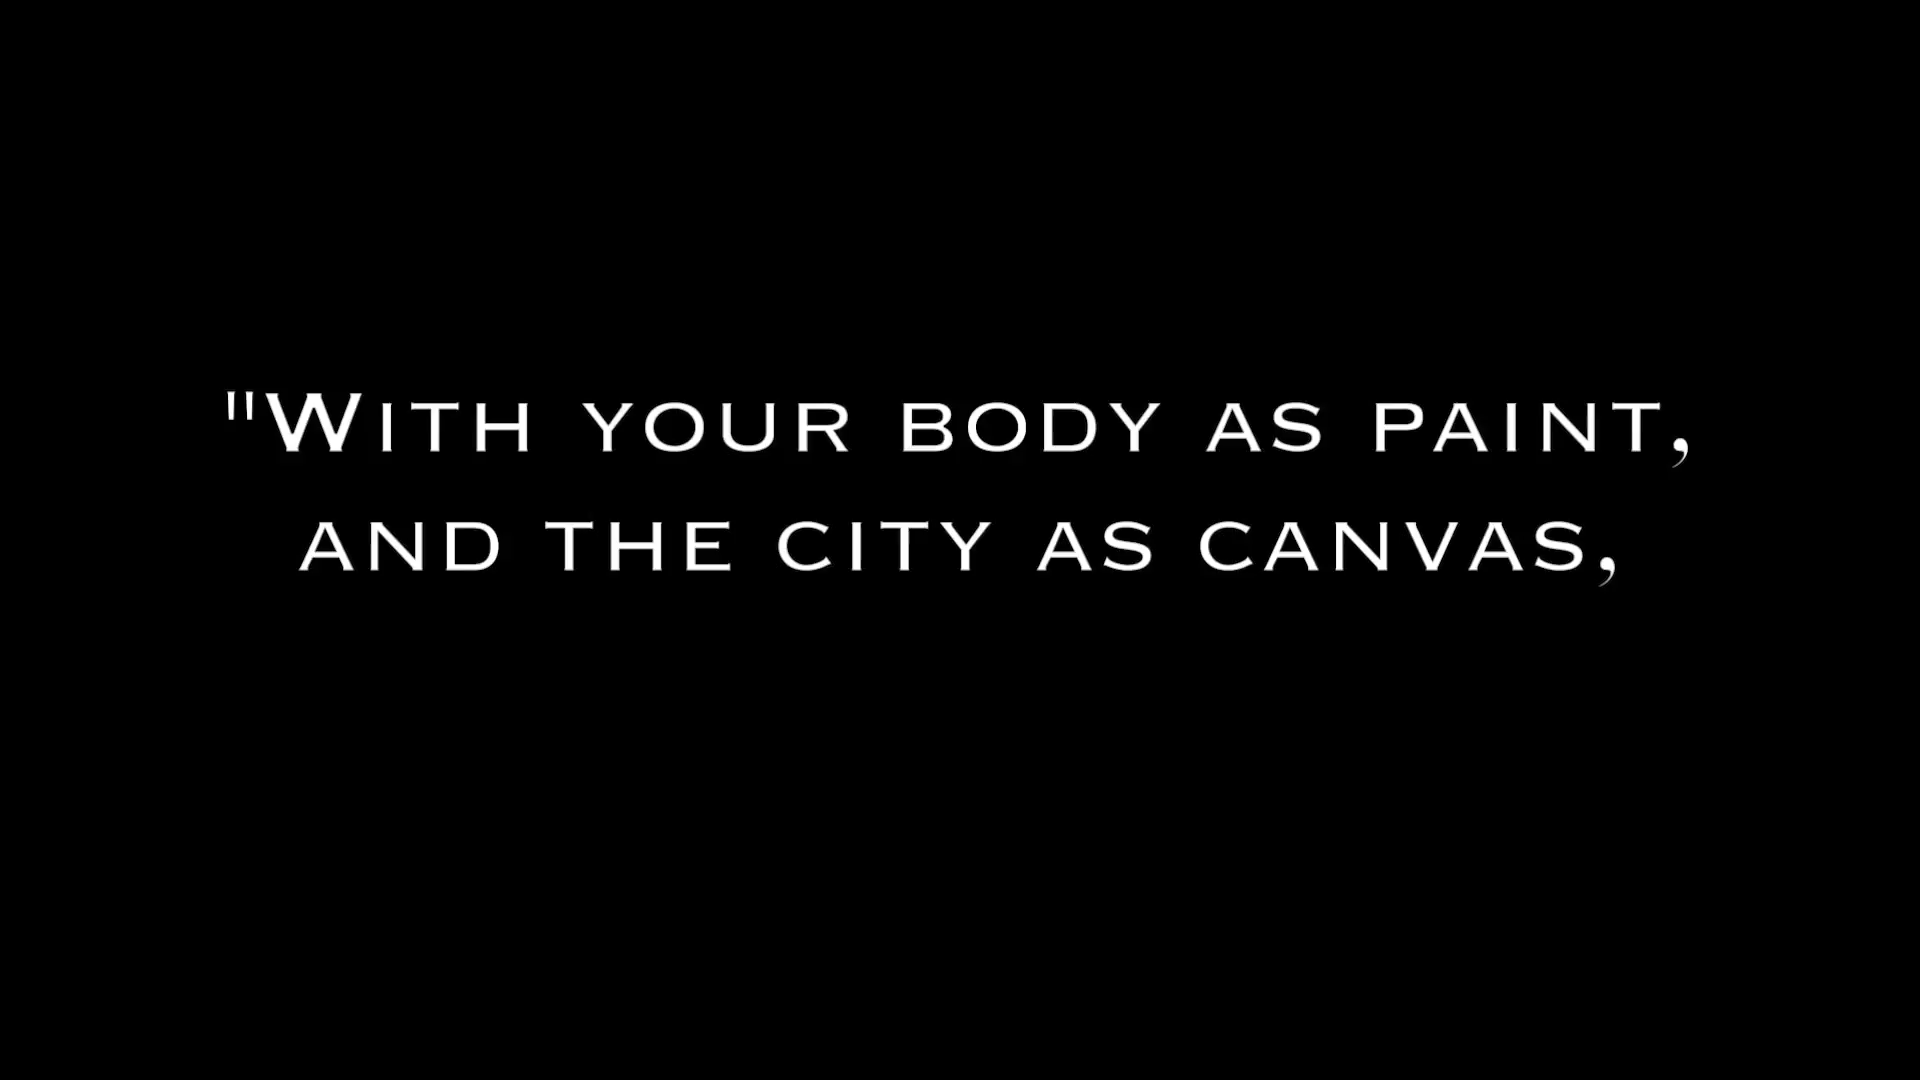 "With your body as paint,
and the city as canvas,